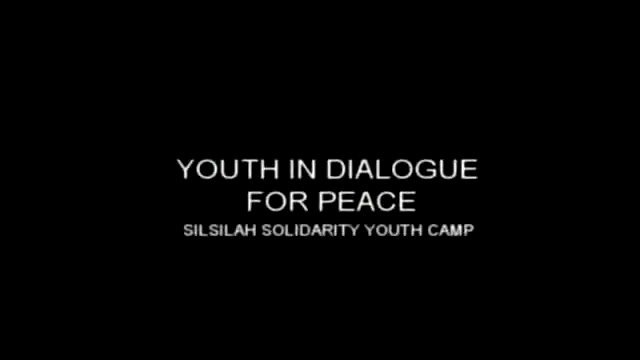 YOUTH IN DIALOGUE
FOR PEACE
SILSILAH SOLIDARITY YOUTH CAMP